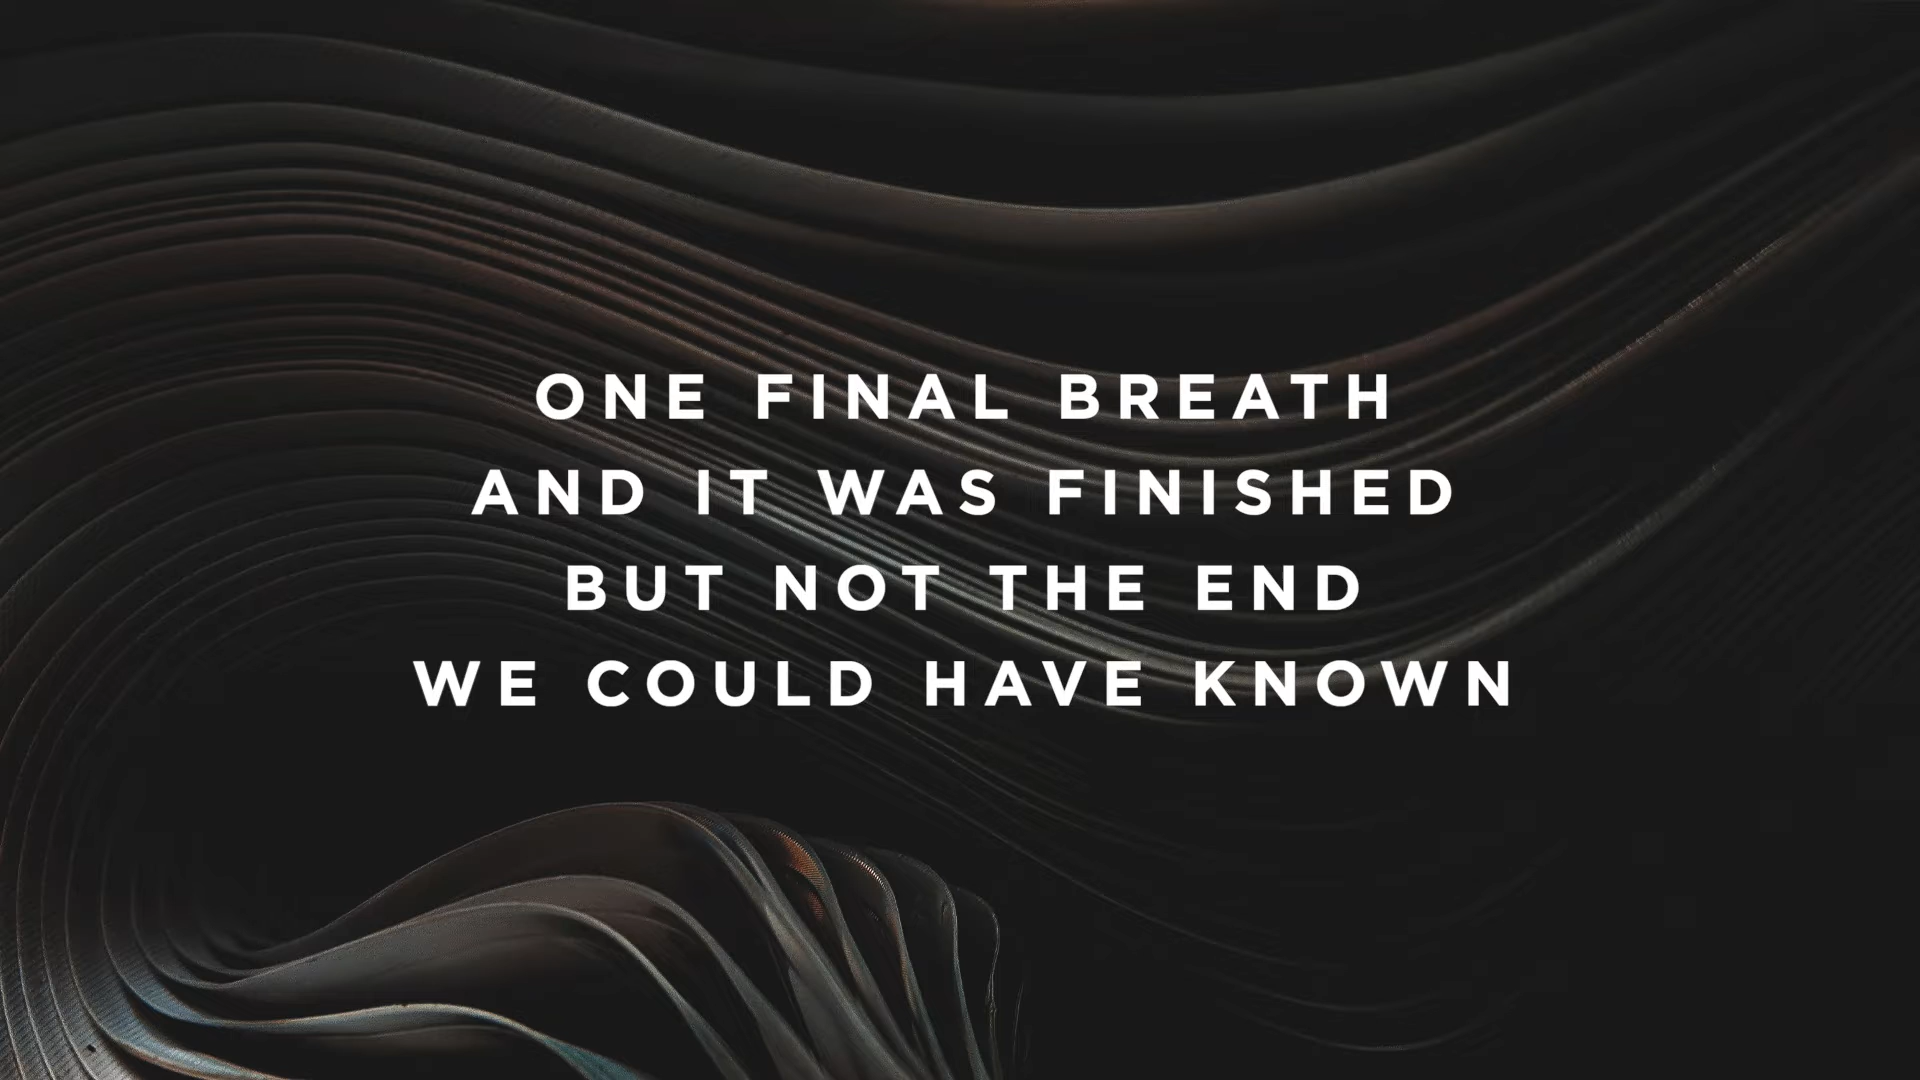 ONE FINAL BREATH
AND IT WAS FINISHED
BUT NOT THE END
WE COULD HAVE KNOWN